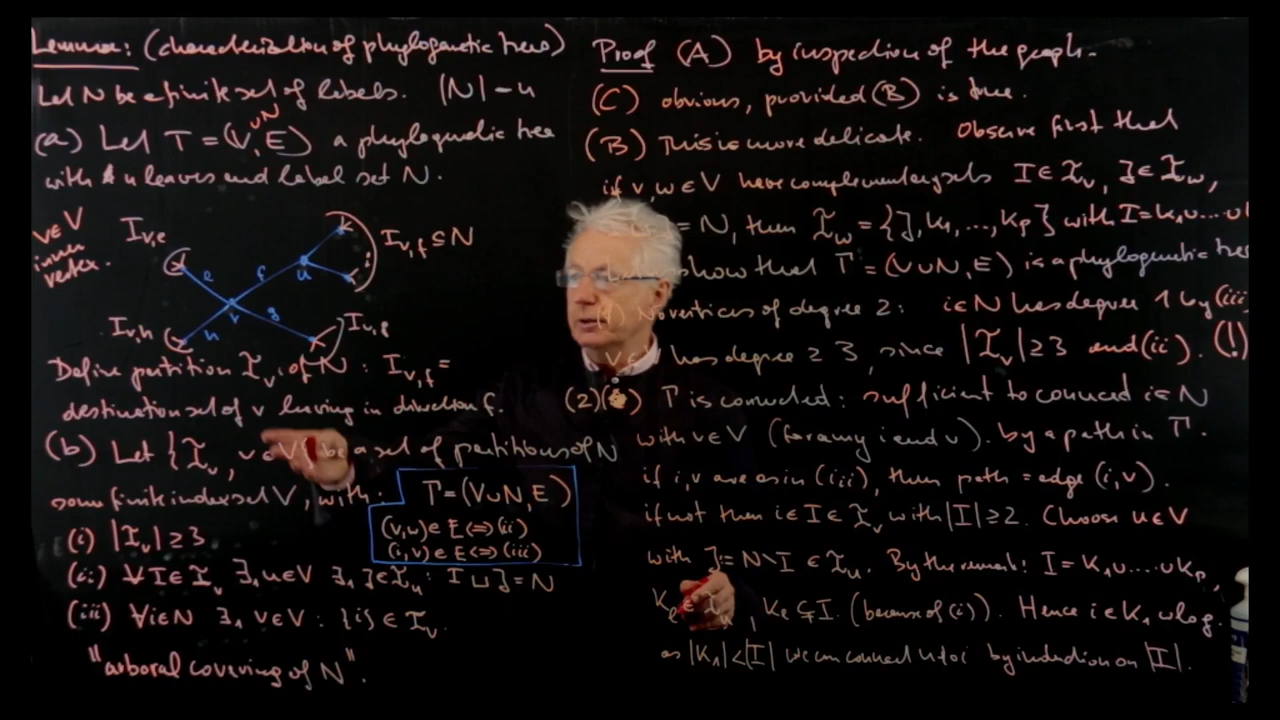 Lemma: (characterization of phylogenetic trees)
Let N be a finite set of labels. |N| = n
(a) Let T = (V∪N, E) a phylogenetic tree
with n leaves and label set N.
v∈V
inner
vertex.
I_{v,e}
I_{v,f} ⊆ N
e
f
u
v
h
g
I_{v,h}
I_{v,g}
Define partition I_v of N : I_{v,f} =
destination set of v leaving in direction f.
(b) Let {I_v, v∈V} be a set of partitions of N
some finite index set V, with:
T = (V∪N, E)
(v,w) ∈ E ⇔ (ii)
(i,v) ∈ E ⇔ (iii)
(i) |I_v| ≥ 3
(ii) ∀ I∈I_v ∃₁ u∈V ∃₁ J∈I_u : I ⊔ J = N
(iii) ∀ i∈N ∃₁ v∈V : {i} ∈ I_v.
"arboral covering of N".
Proof (A) by inspection of the graph.
(C) obvious, provided (B) is true.
(B) This is more delicate. Observe first that
if v,w ∈ V have complementary sets I∈I_v, J∈I_w,
= N, then I_w = {J, K₁, ..., K_p} with I = K₁∪...∪
show that T = (V∪N, E) is a phylogenetic tree
(1) No vertices of degree 2: i∈N has degree 1 by (iii
v∈ has degree ≥ 3, since |I_v| ≥ 3 and (ii). (!)
(2) T is connected: sufficient to connect i∈N
with v∈V (for any i and v). by a path in T.
if i,v are as in (iii), then path = edge (i,v).
if not then i∈I∈I_v with |I| ≥ 2. Choose u∈V
with J := N∖I ∈ I_u. By the remark: I = K₁∪...∪K_p,
K_ℓ ∈ I, K_ℓ ⊊ I. (because of (i)). Hence i∈K₁ wlog.
as |K₁| < |I| we can connect u to i by induction on |I|.